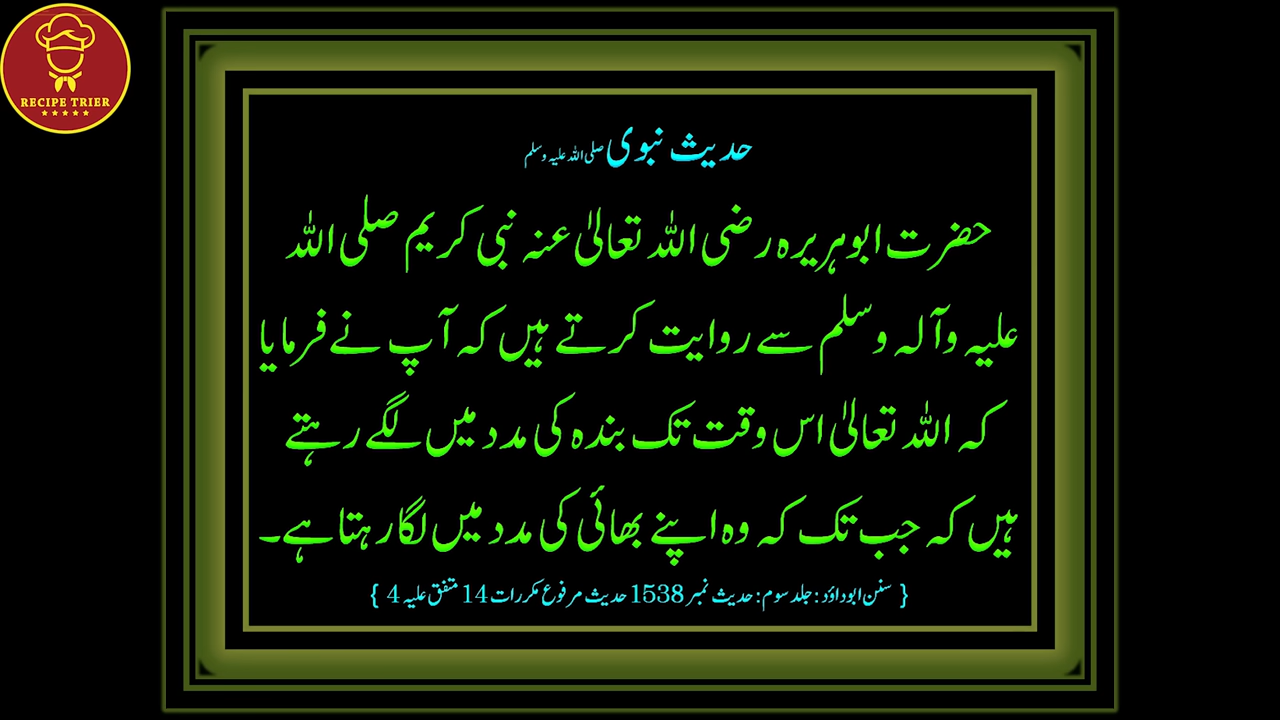 RECIPE TRIER
حدیث نبوی صلی اللہ علیہ وسلم
حضرت ابوہریرہ رضی اللہ تعالیٰ عنہ نبی کریم صلی اللہ
علیہ وآلہ وسلم سے روایت کرتے ہیں کہ آپ نے فرمایا
کہ اللہ تعالیٰ اس وقت تک بندہ کی مدد میں لگے رہتے
ہیں کہ جب تک کہ وہ اپنے بھائی کی مدد میں لگا رہتا ہے۔
{ سنن ابوداؤد : جلد سوم : حدیث نمبر 1538 حدیث مرفوع مکررات 14 متفق علیہ 4 }